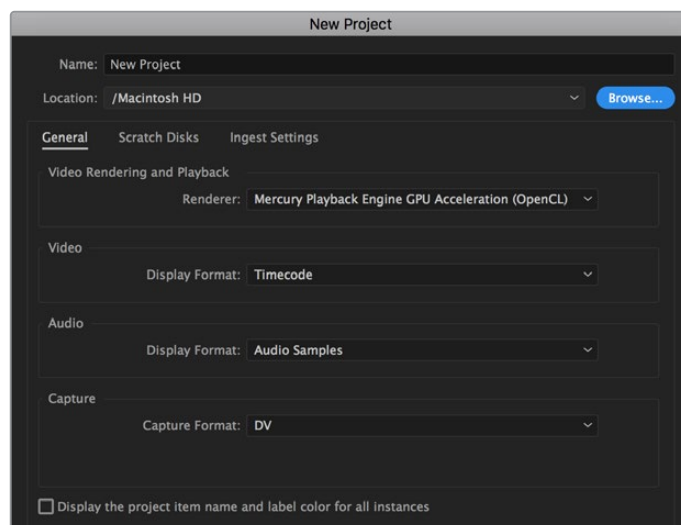 New Project
Name: New Project
Location: /Macintosh HD Browse...
General Scratch Disks Ingest Settings
Video Rendering and Playback
Renderer: Mercury Playback Engine GPU Acceleration (OpenCL)
Video
Display Format: Timecode
Audio
Display Format: Audio Samples
Capture
Capture Format: DV
Display the project item name and label color for all instances